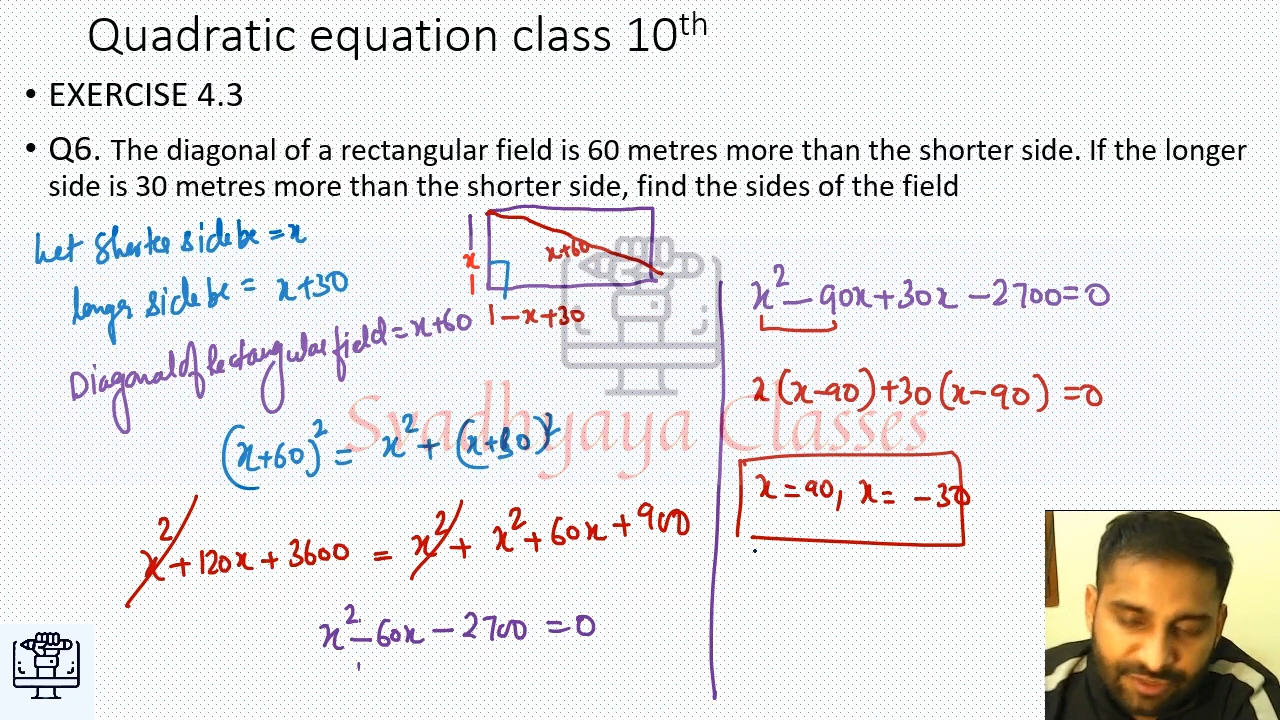 Quadratic equation class 10th
• EXERCISE 4.3
• Q6. The diagonal of a rectangular field is 60 metres more than the shorter side. If the longer
side is 30 metres more than the shorter side, find the sides of the field
Let Shorter side be = x
longer side be = x+30
Diagonal of Rectangular field = x+60
x
x+60
x+30
(x+60)² = x² + (x+30)²
x² + 120x + 3600 = x² + x² + 60x + 900
x² - 60x - 2700 = 0
x² - 90x + 30x - 2700 = 0
x(x-90) + 30(x-90) = 0
x = 90, x = -30
Svadhyaya Classes